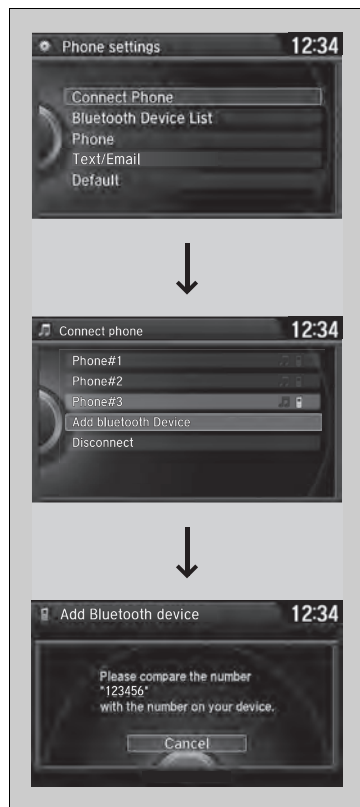 Phone settings 12:34
Connect Phone
Bluetooth Device List
Phone
Text/Email
Default
Connect phone 12:34
Phone#1
Phone#2
Phone#3
Add bluetooth Device
Disconnect
Add Bluetooth device 12:34
Please compare the number
"123456"
with the number on your device.
Cancel